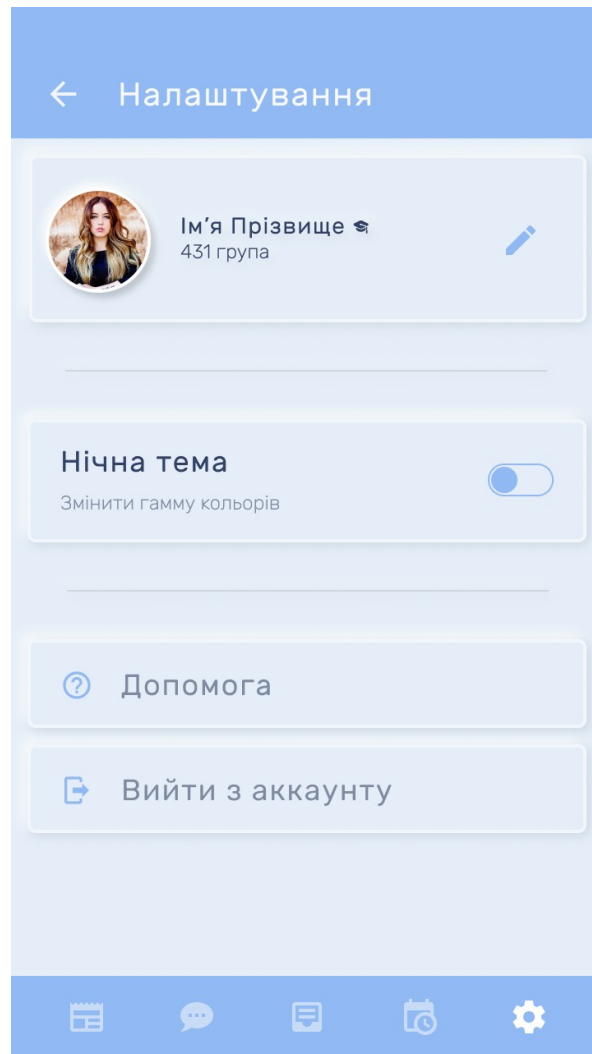 Налаштування
Ім’я Прізвище
431 група
Нічна тема
Змінити гамму кольорів
Допомога
Вийти з аккаунту